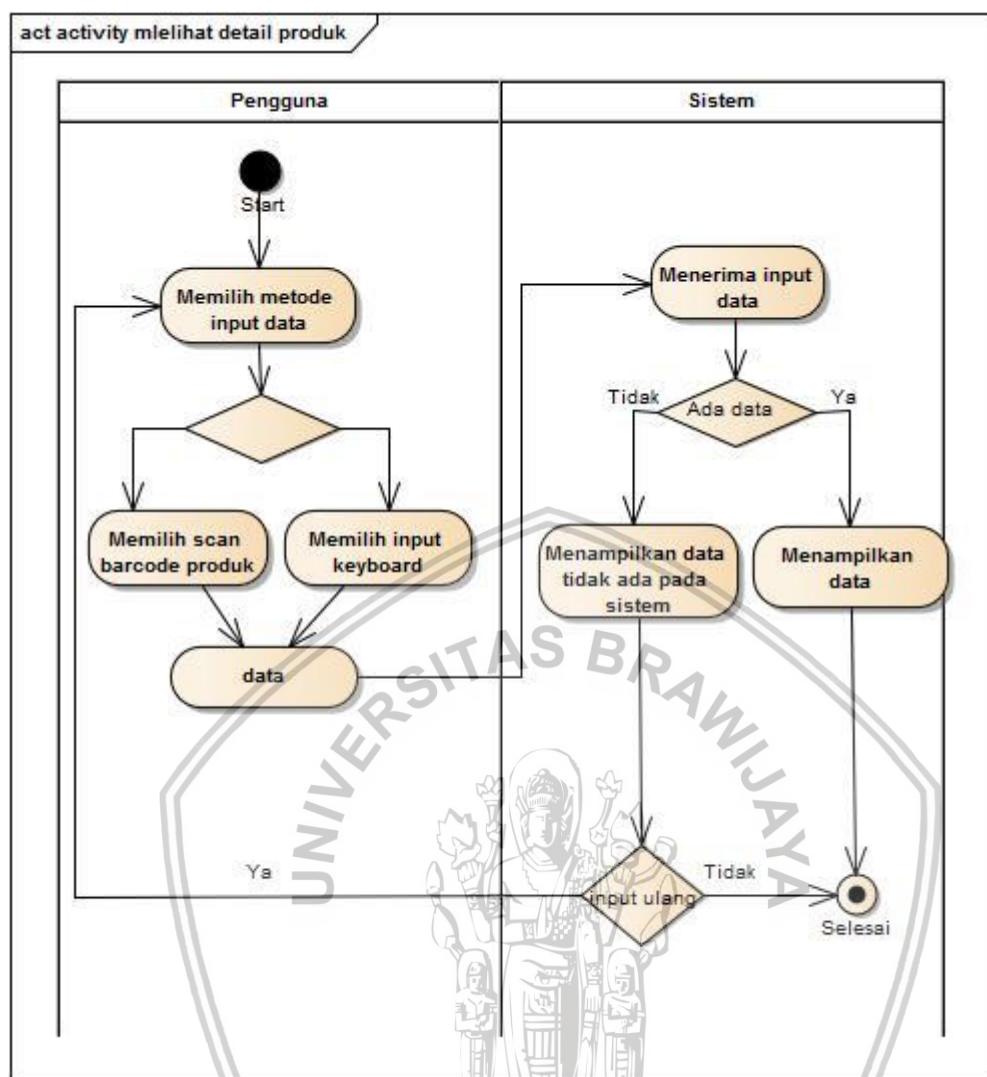 act activity mlelihat detail produk
Pengguna
Sistem
Start
Memilih metode
input data
Memilih scan
barcode produk
Memilih input
keyboard
data
Menerima input
data
Tidak
Ada data
Ya
Menampilkan data
tidak ada pada
sistem
Menampilkan
data
Ya
input ulang
Tidak
Selesai
UNIVERSITAS BRAWIJAYA